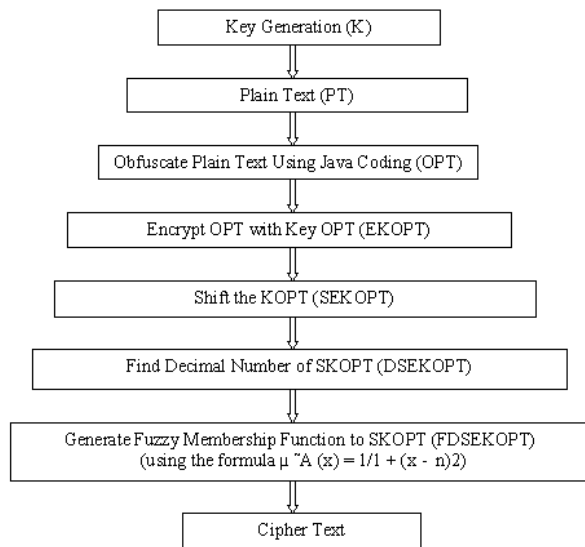 Key Generation (K)
Plain Text (PT)
Obfuscate Plain Text Using Java Coding (OPT)
Encrypt OPT with Key OPT (EKOPT)
Shift the KOPT (SEKOPT)
Find Decimal Number of SKOPT (DSEKOPT)
Generate Fuzzy Membership Function to SKOPT (FDSEKOPT)
(using the formula μ ˜A (x) = 1/1 + (x - n)2)
Cipher Text